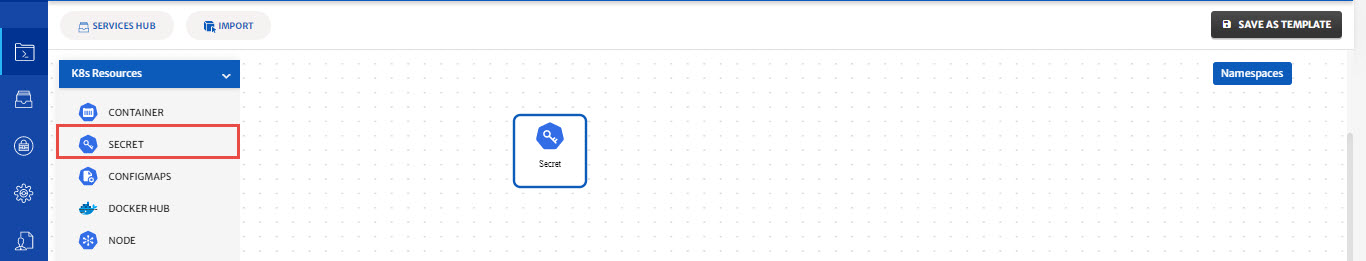 SERVICES HUB
IMPORT
SAVE AS TEMPLATE
K8s Resources
Namespaces
CONTAINER
SECRET
CONFIGMAPS
DOCKER HUB
NODE
Secret